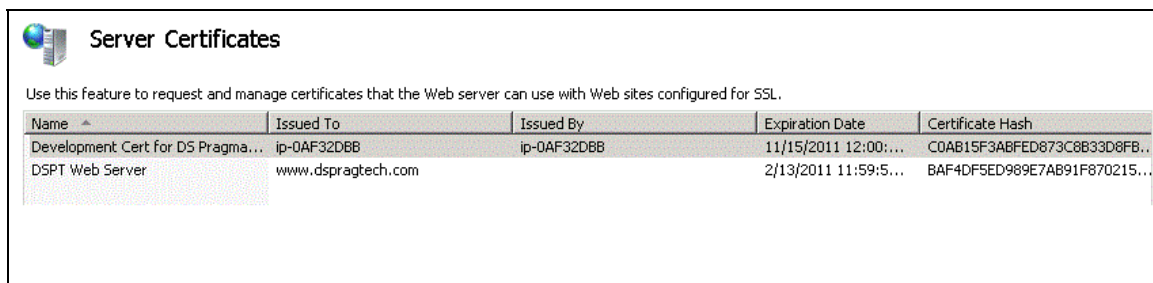 Server Certificates
Use this feature to request and manage certificates that the Web server can use with Web sites configured for SSL.
Name Issued To Issued By Expiration Date Certificate Hash
Development Cert for DS Pragma... ip-0AF32DBB ip-0AF32DBB 11/15/2011 12:00:... C0AB15F3ABFED873C8B33D8FB...
DSPT Web Server www.dspragtech.com 2/13/2011 11:59:5... BAF4DF5ED989E7AB91F870215...